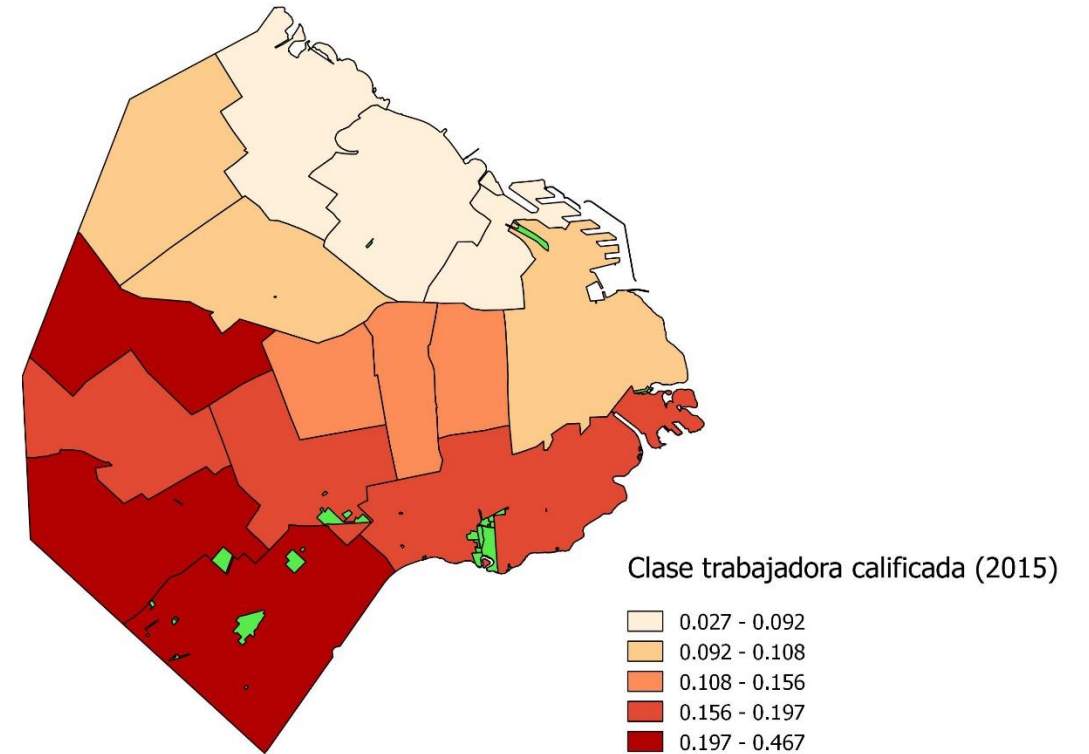 Clase trabajadora calificada (2015)
0.027 - 0.092
0.092 - 0.108
0.108 - 0.156
0.156 - 0.197
0.197 - 0.467